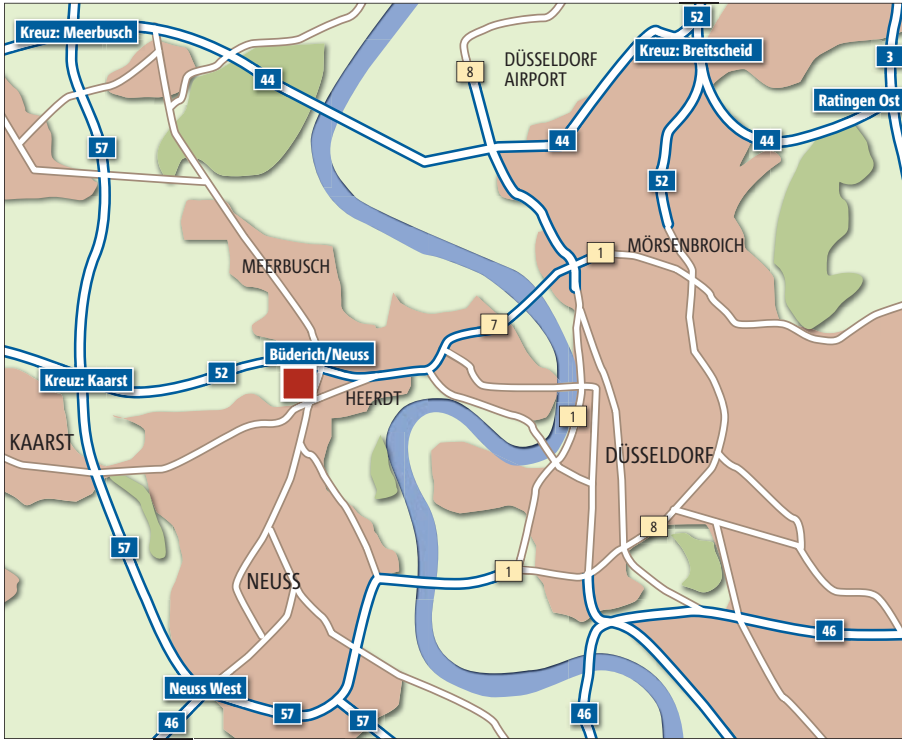 52
Kreuz: Meerbusch
Kreuz: Breitscheid
3
DÜSSELDORF
AIRPORT
8
44
Ratingen Ost
44
44
57
52
MÖRSENBROICH
1
MEERBUSCH
7
Büderich/Neuss
52
Kreuz: Kaarst
HEERDT
1
KAARST
DÜSSELDORF
8
57
1
NEUSS
46
Neuss West
57
57
46
46